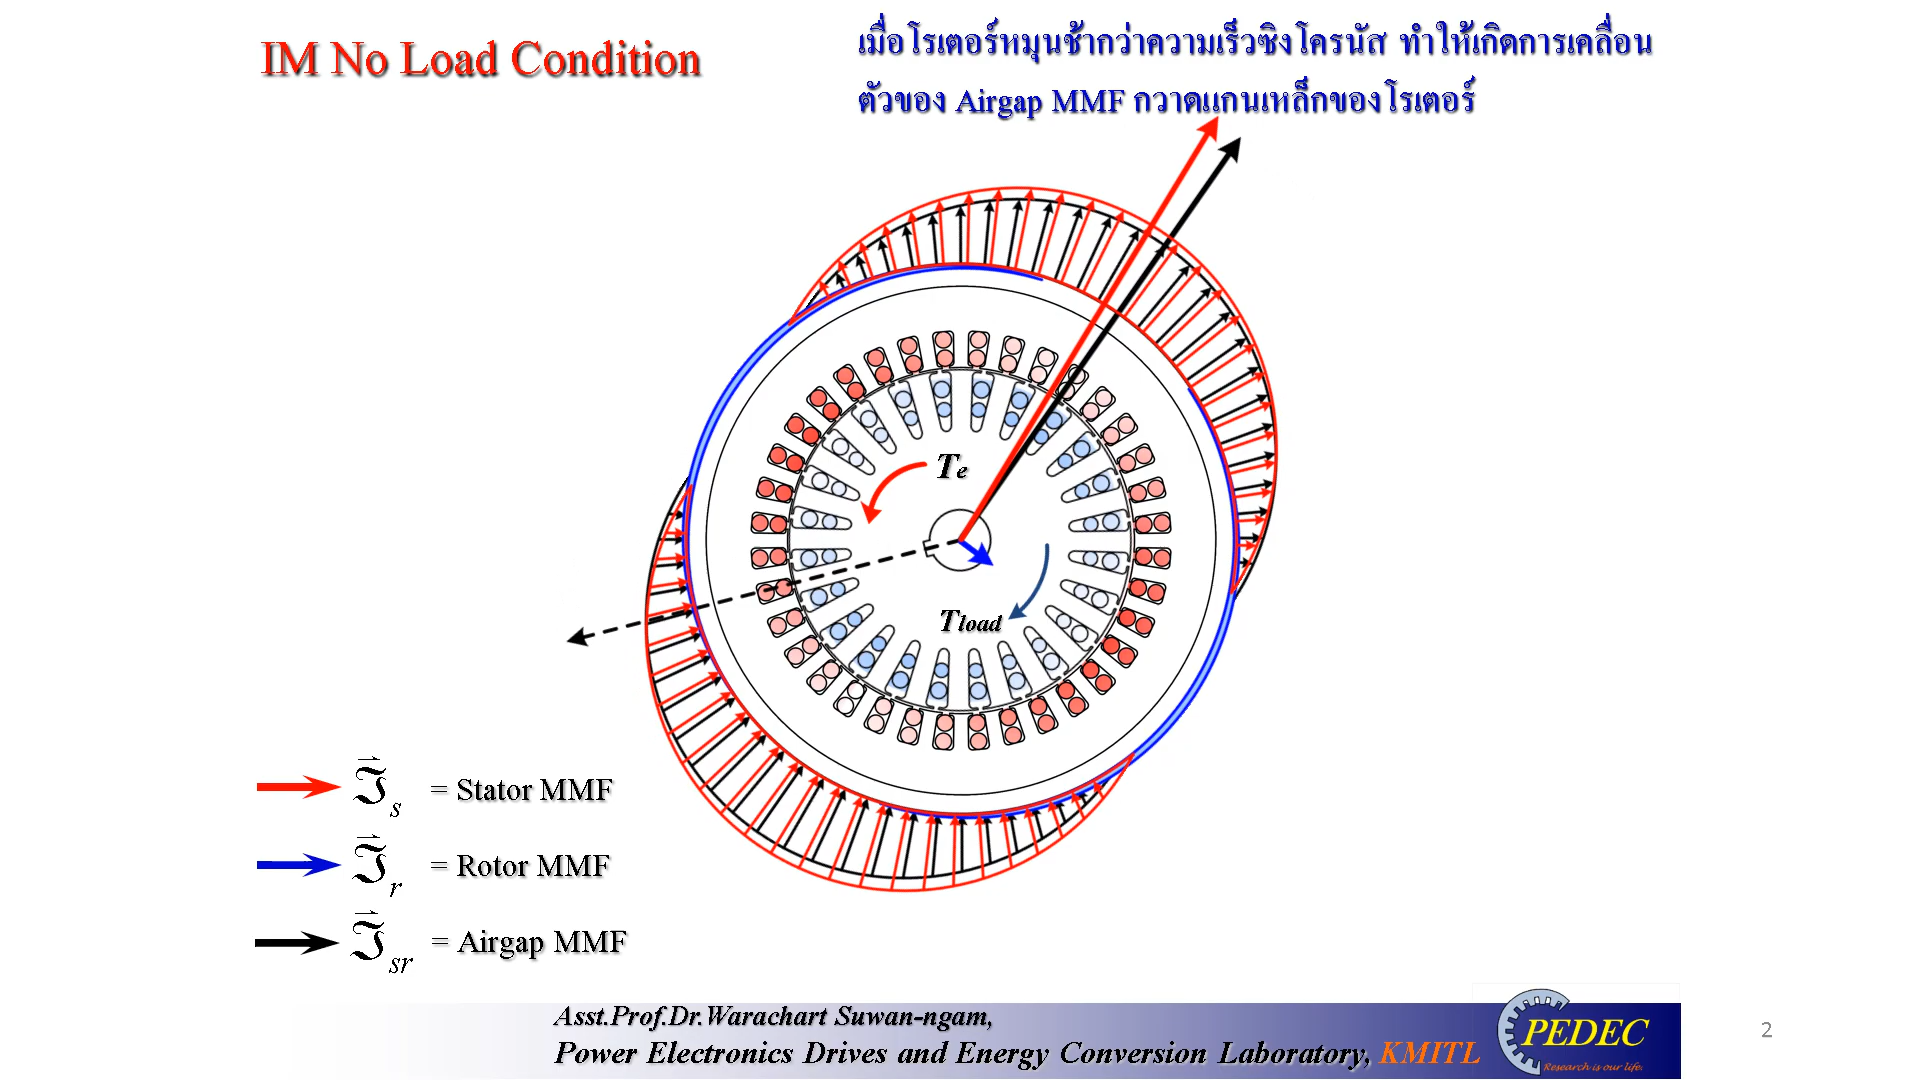 IM No Load Condition
เมื่อโรเตอร์หมุนช้ากว่าความเร็วซิงโครนัส ทำให้เกิดการเคลื่อน
ตัวของ Airgap MMF กวาดแกนเหล็กของโรเตอร์
Te
Tload
ℑs = Stator MMF
ℑr = Rotor MMF
ℑsr = Airgap MMF
Asst.Prof.Dr.Warachart Suwan-ngam,
Power Electronics Drives and Energy Conversion Laboratory, KMITL
PEDEC
Research is our life.
2